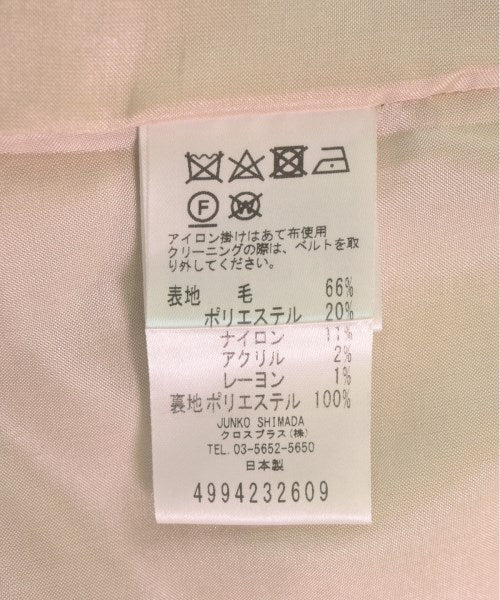 F W
アイロン掛けはあて布使用
クリーニングの際は、ベルトを取
り外してください。
表地 毛 66%
ポリエステル 20%
ナイロン 11%
アクリル 2%
レーヨン 1%
裏地 ポリエステル 100%
JUNKO SHIMADA
クロスプラス(株)
TEL.03-5652-5650
日本製
4994232609